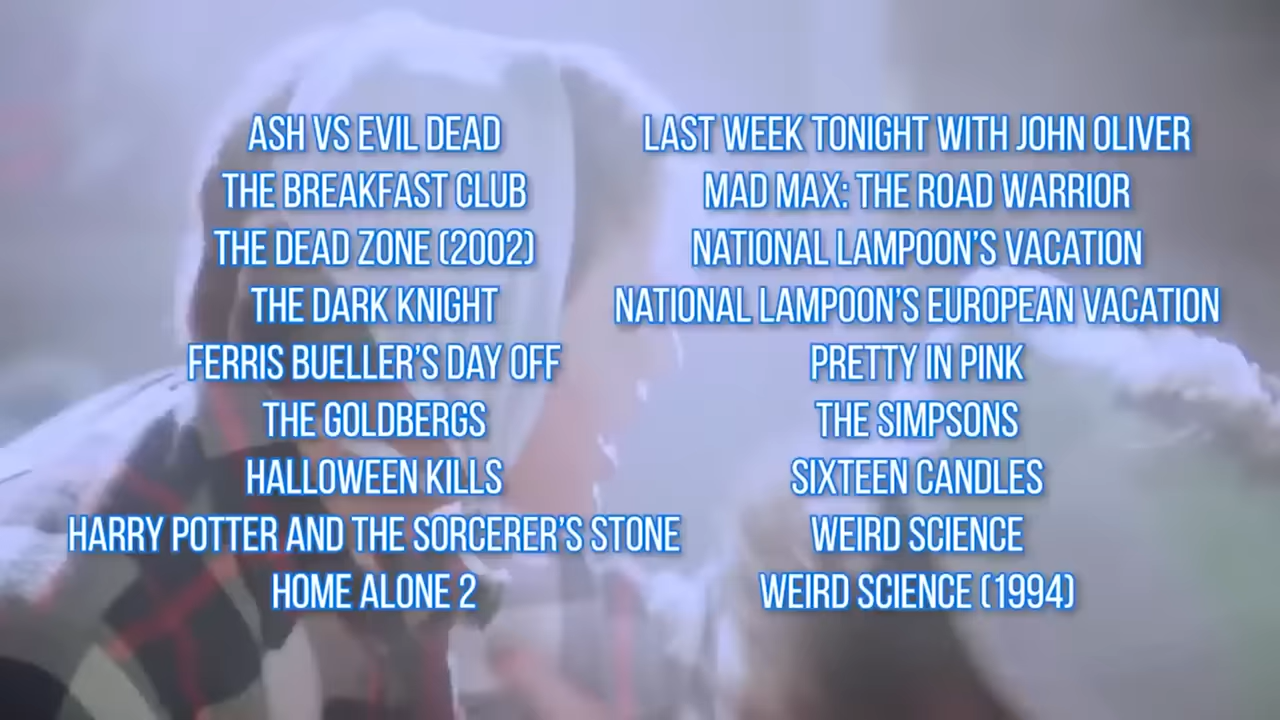 ASH VS EVIL DEAD
THE BREAKFAST CLUB
THE DEAD ZONE (2002)
THE DARK KNIGHT
FERRIS BUELLER'S DAY OFF
THE GOLDBERGS
HALLOWEEN KILLS
HARRY POTTER AND THE SORCERER'S STONE
HOME ALONE 2
LAST WEEK TONIGHT WITH JOHN OLIVER
MAD MAX: THE ROAD WARRIOR
NATIONAL LAMPOON'S VACATION
NATIONAL LAMPOON'S EUROPEAN VACATION
PRETTY IN PINK
THE SIMPSONS
SIXTEEN CANDLES
WEIRD SCIENCE
WEIRD SCIENCE (1994)